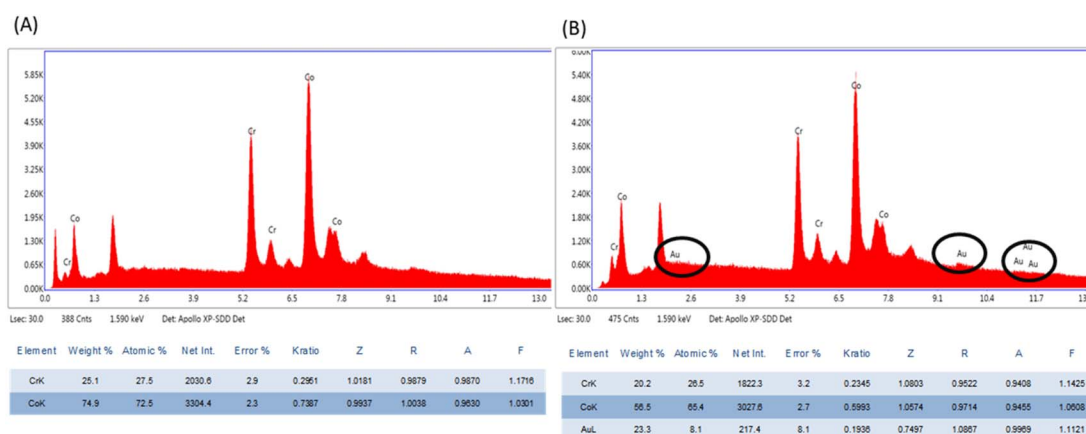 (A)
5.85K
5.20K
4.55K
3.90K
3.25K
2.60K
1.95K
1.30K
0.65K
0.00K
Cr
Co
Cr
Cr
Co
Co
0.0 1.3 2.6 3.9 5.2 6.5 7.8 9.1 10.4 11.7 13.0
Lsec: 30.0 388 Cnts 1.590 keV Det: Apollo XP-SDD Det
Element Weight % Atomic % Net Int. Error % Kratio Z R A F
CrK 25.1 27.5 2030.6 2.9 0.2951 1.0181 0.9879 0.9870 1.1716
CoK 74.9 72.5 3304.4 2.3 0.7387 0.9937 1.0038 0.9630 1.0301
(B)
6.00K
5.40K
4.80K
4.20K
3.60K
3.00K
2.40K
1.80K
1.20K
0.60K
0.00K
Cr
Co
Au
Cr
Cr
Co
Co
Au
Au
Au Au
0.0 1.3 2.6 3.9 5.2 6.5 7.8 9.1 10.4 11.7
Lsec: 30.0 475 Cnts 1.590 keV Det: Apollo XP-SDD Det
Element Weight % Atomic % Net Int. Error % Kratio Z R A F
CrK 20.2 26.5 1822.3 3.2 0.2345 1.0803 0.9522 0.9408 1.1425
CoK 56.5 65.4 3027.6 2.7 0.5993 1.0574 0.9714 0.9455 1.0608
AuL 23.3 8.1 217.4 8.1 0.1936 0.7497 1.0867 0.9969 1.1121